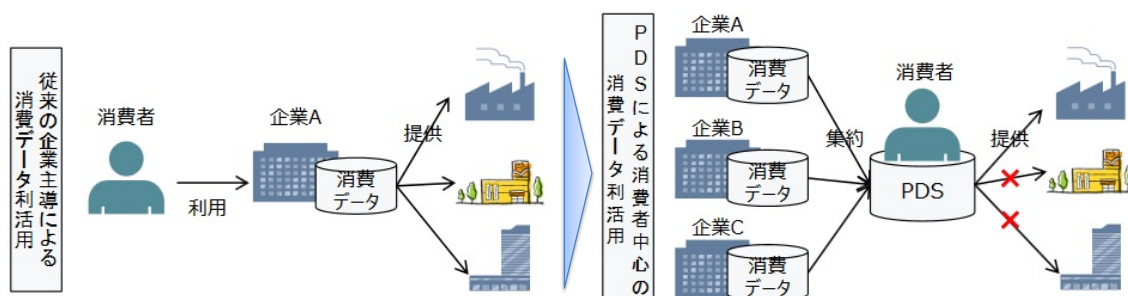 従来の企業主導による
消費データ利活用
消費者
利用
企業A
消費
データ
提供
PDSによる消費者中心の
消費データ利活用
企業A
消費
データ
企業B
消費
データ
企業C
消費
データ
集約
消費者
PDS
提供